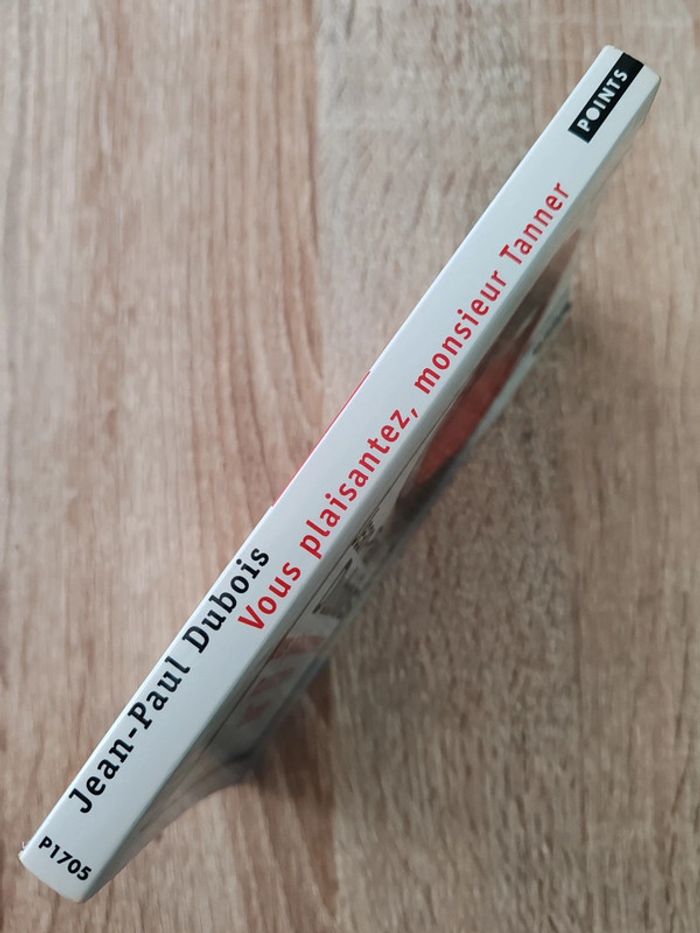 P1705
Jean-Paul Dubois
Vous plaisantez, monsieur Tanner
POINTS